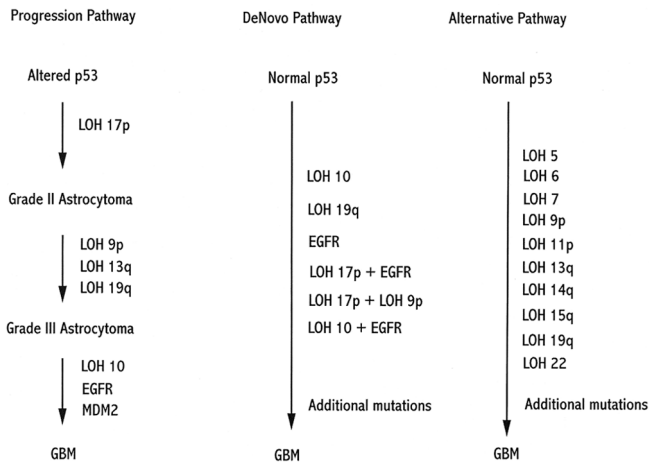 Progression Pathway
Altered p53
LOH 17p
Grade II Astrocytoma
LOH 9p
LOH 13q
LOH 19q
Grade III Astrocytoma
LOH 10
EGFR
MDM2
GBM
DeNovo Pathway
Normal p53
LOH 10
LOH 19q
EGFR
LOH 17p + EGFR
LOH 17p + LOH 9p
LOH 10 + EGFR
Additional mutations
GBM
Alternative Pathway
Normal p53
LOH 5
LOH 6
LOH 7
LOH 9p
LOH 11p
LOH 13q
LOH 14q
LOH 15q
LOH 19q
LOH 22
Additional mutations
GBM